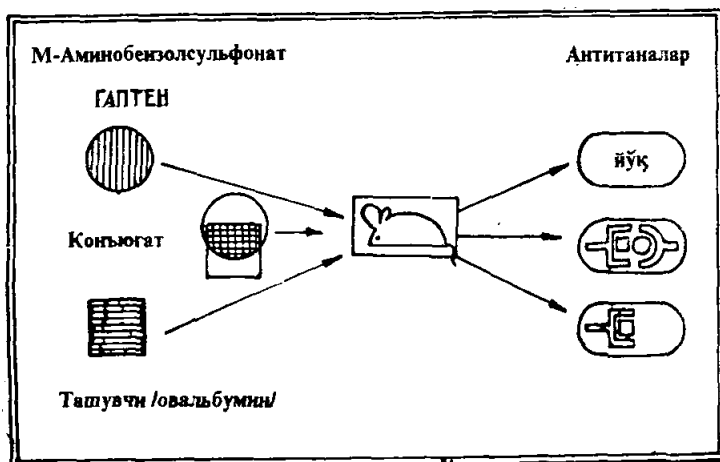 М-Аминобензолсульфонат
Антитаналар
ГАПТЕН
йўқ
Конъюгат
Ташувчи /овальбумин/